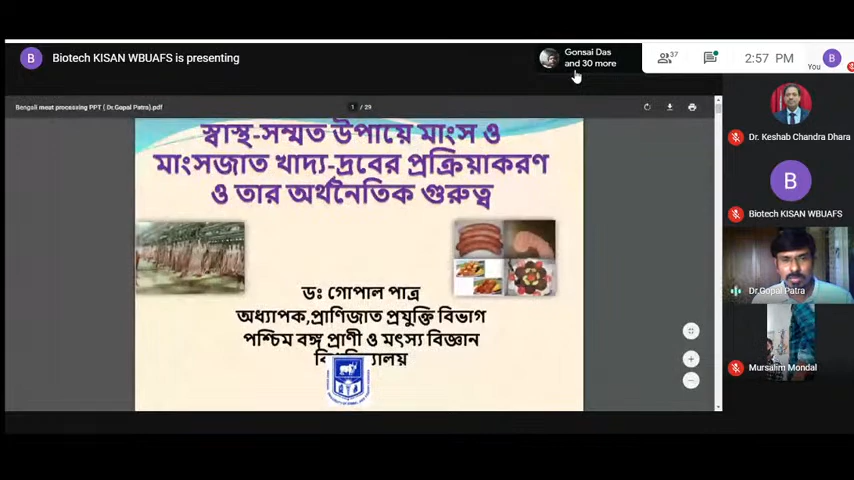 Biotech KISAN WBUAFS is presenting
Gonsai Das
and 30 more
37
2:57 PM
B
You
Bengali meat processing PPT ( Dr.Gopal Patra).pdf
1 / 29
স্বাস্থ-সম্মত উপায়ে মাংস ও
মাংসজাত খাদ্য-দ্রবের প্রক্রিয়াকরণ
ও তার অর্থনৈতিক গুরুত্ব
ডঃ গোপাল পাত্র
অধ্যাপক,প্রাণিজাত প্রযুক্তি বিভাগ
পশ্চিম বঙ্গ প্রাণী ও মৎস্য বিজ্ঞান
Dr. Keshab Chandra Dhara
B
Biotech KISAN WBUAFS
Dr.Gopal Patra
Mursalim Mondal